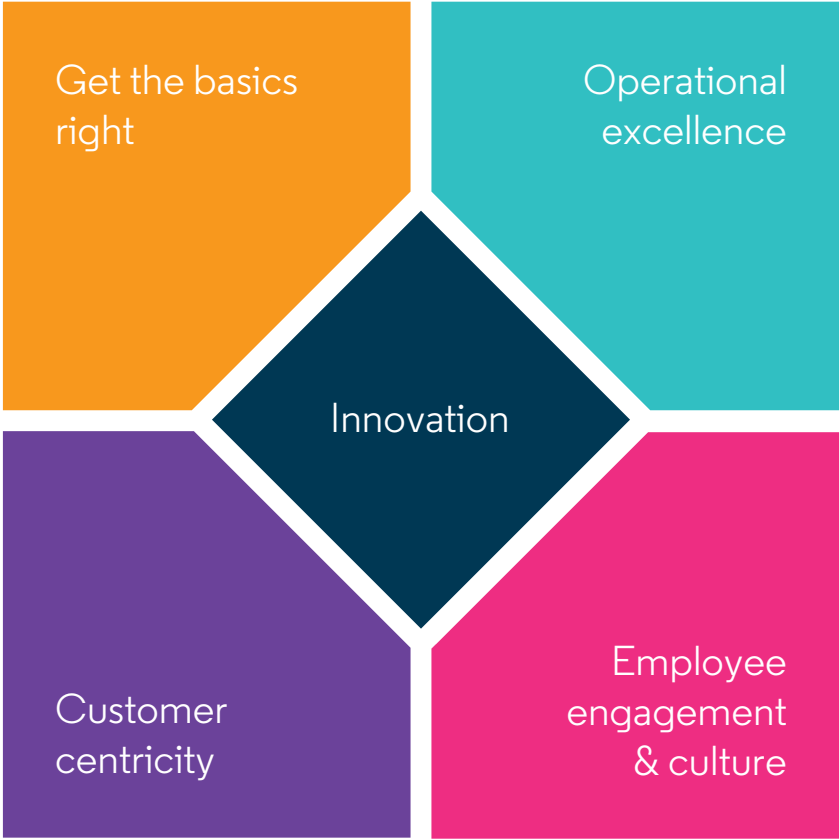 Get the basics
right
Operational
excellence
Innovation
Customer
centricity
Employee
engagement
& culture